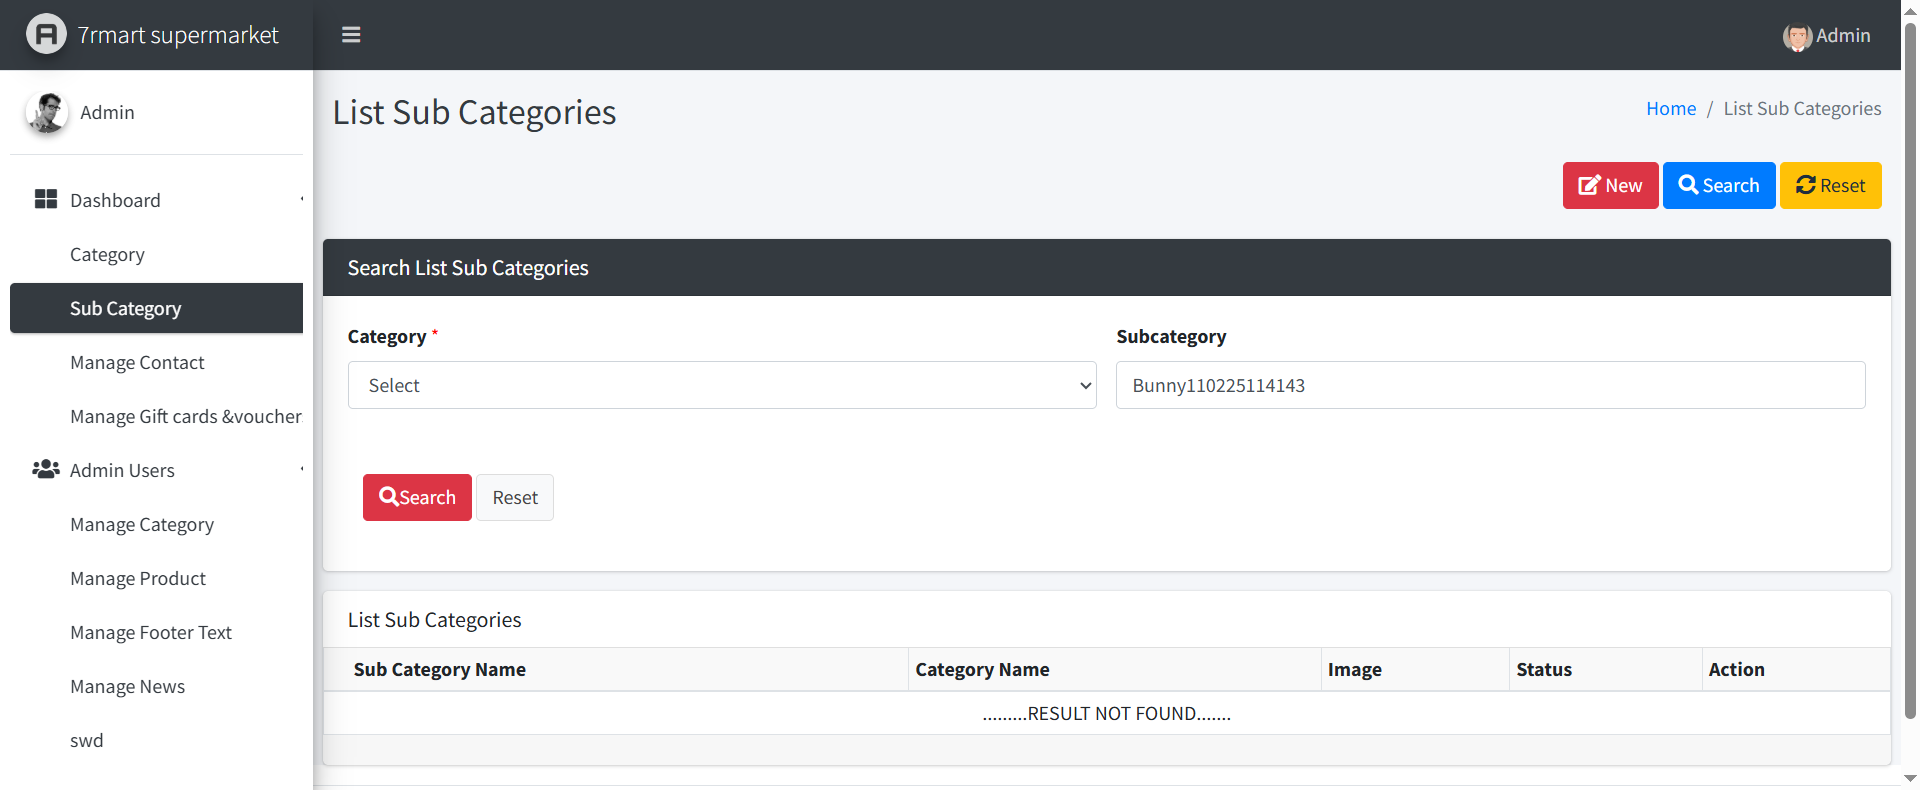 7rmart supermarket
Admin
Admin
Dashboard
Category
Sub Category
Manage Contact
Manage Gift cards &voucher
Admin Users
Manage Category
Manage Product
Manage Footer Text
Manage News
swd
List Sub Categories
Home / List Sub Categories
New Search Reset
Search List Sub Categories
Category * Subcategory
Select Bunny110225114143
Search Reset
List Sub Categories
Sub Category Name Category Name Image Status Action
.........RESULT NOT FOUND.......